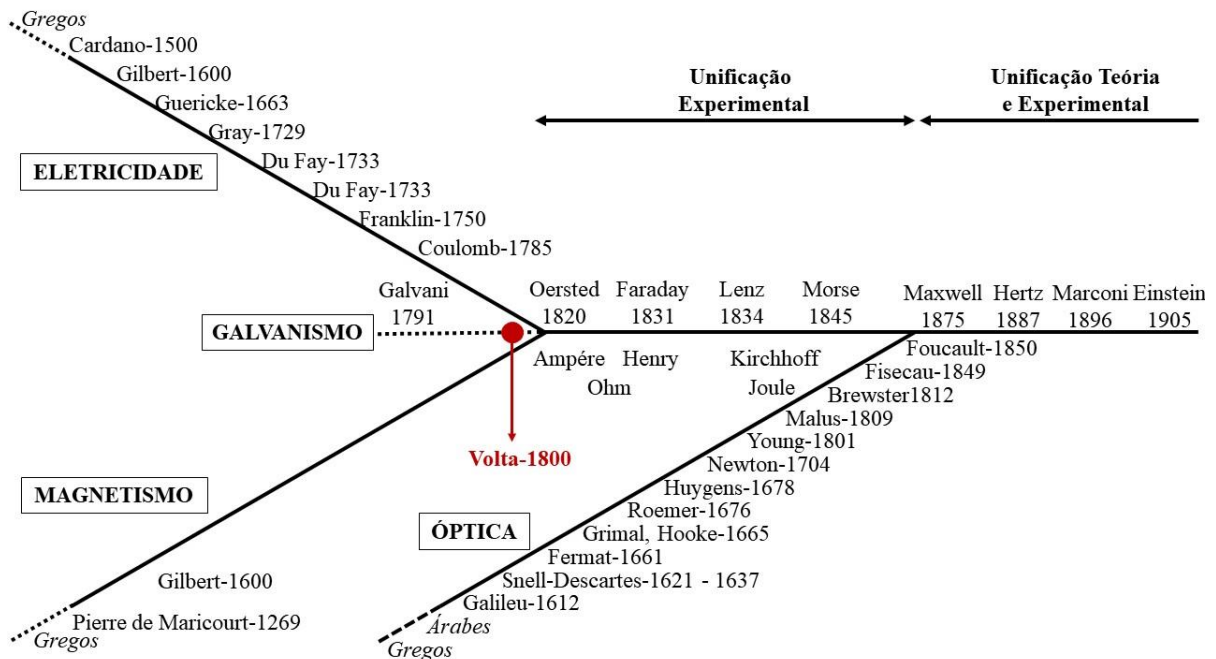 Gregos
Cardano-1500
Gilbert-1600
Guericke-1663
Gray-1729
Du Fay-1733
Du Fay-1733
Franklin-1750
Coulomb-1785
ELETRICIDADE
Unificação
Experimental
Unificação Teória
e Experimental
Galvani
1791
GALVANISMO
Oersted
1820
Faraday
1831
Lenz
1834
Morse
1845
Maxwell
1875
Hertz
1887
Marconi
1896
Einstein
1905
Ampére
Henry
Ohm
Kirchhoff
Joule
Volta-1800
MAGNETISMO
Gilbert-1600
Pierre de Maricourt-1269
Gregos
ÓPTICA
Foucault-1850
Fisecau-1849
Brewster1812
Malus-1809
Young-1801
Newton-1704
Huygens-1678
Roemer-1676
Grimal, Hooke-1665
Fermat-1661
Snell-Descartes-1621 - 1637
Galileu-1612
Árabes
Gregos